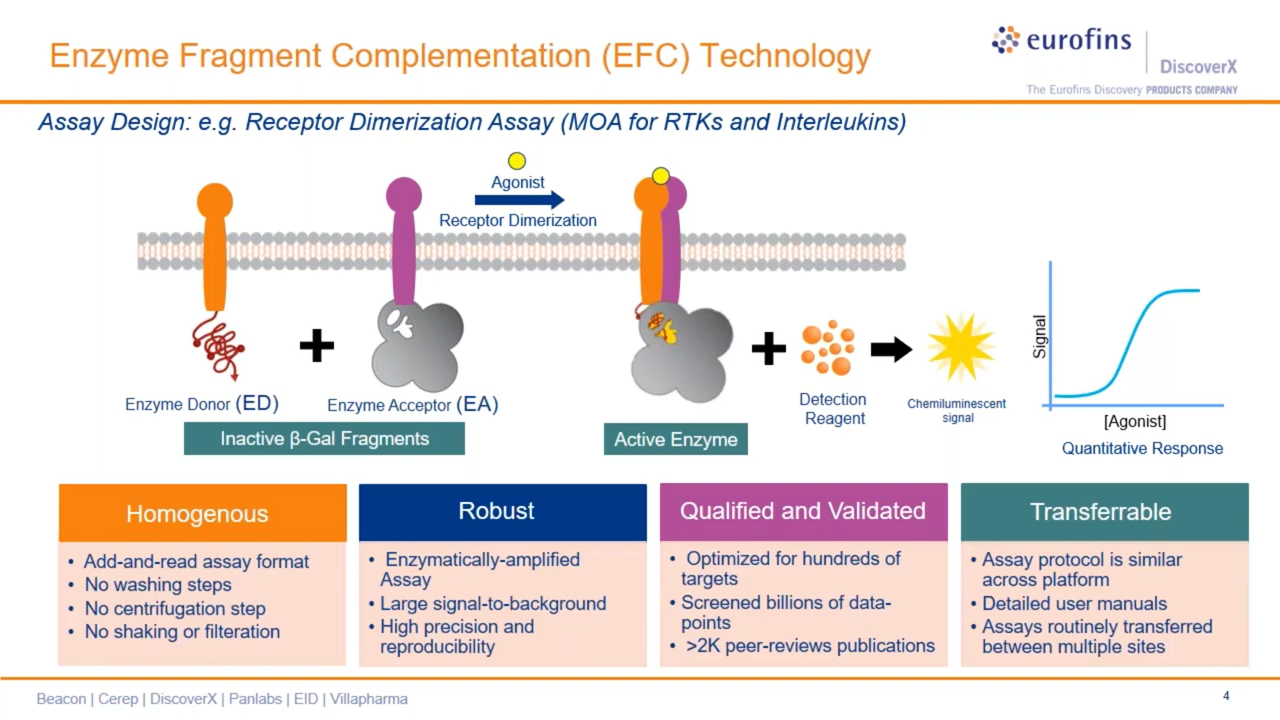 Enzyme Fragment Complementation (EFC) Technology
eurofins
DiscoverX
The Eurofins Discovery PRODUCTS COMPANY
Assay Design: e.g. Receptor Dimerization Assay (MOA for RTKs and Interleukins)
Agonist
Receptor Dimerization
Enzyme Donor (ED)
Enzyme Acceptor (EA)
Inactive β-Gal Fragments
Active Enzyme
Detection
Reagent
Chemiluminescent
signal
Signal
[Agonist]
Quantitative Response
Homogenous
• Add-and-read assay format
• No washing steps
• No centrifugation step
• No shaking or filteration
Robust
• Enzymatically-amplified
Assay
• Large signal-to-background
• High precision and
reproducibility
Qualified and Validated
• Optimized for hundreds of
targets
• Screened billions of data-
points
• >2K peer-reviews publications
Transferrable
• Assay protocol is similar
across platform
• Detailed user manuals
• Assays routinely transferred
between multiple sites
Beacon | Cerep | DiscoverX | Panlabs | EID | Villapharma
4